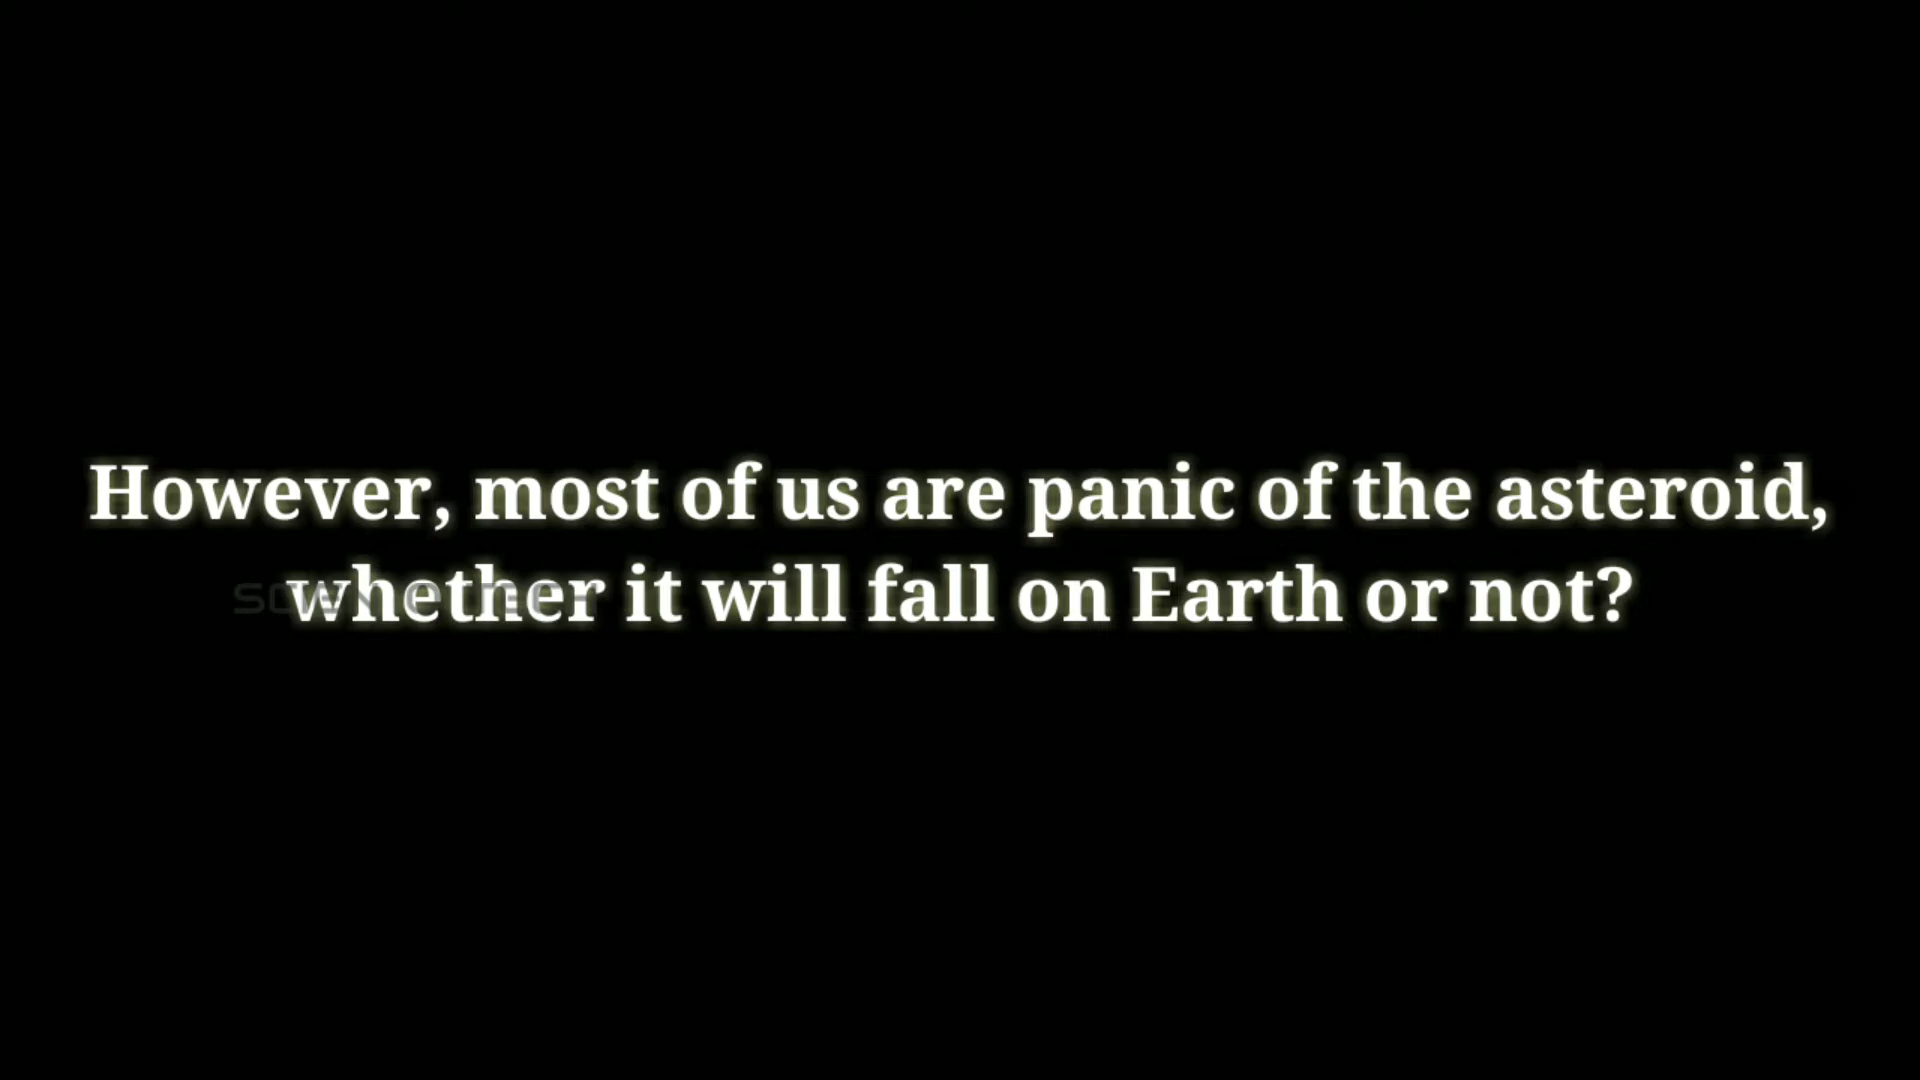 However, most of us are panic of the asteroid,
whether it will fall on Earth or not?